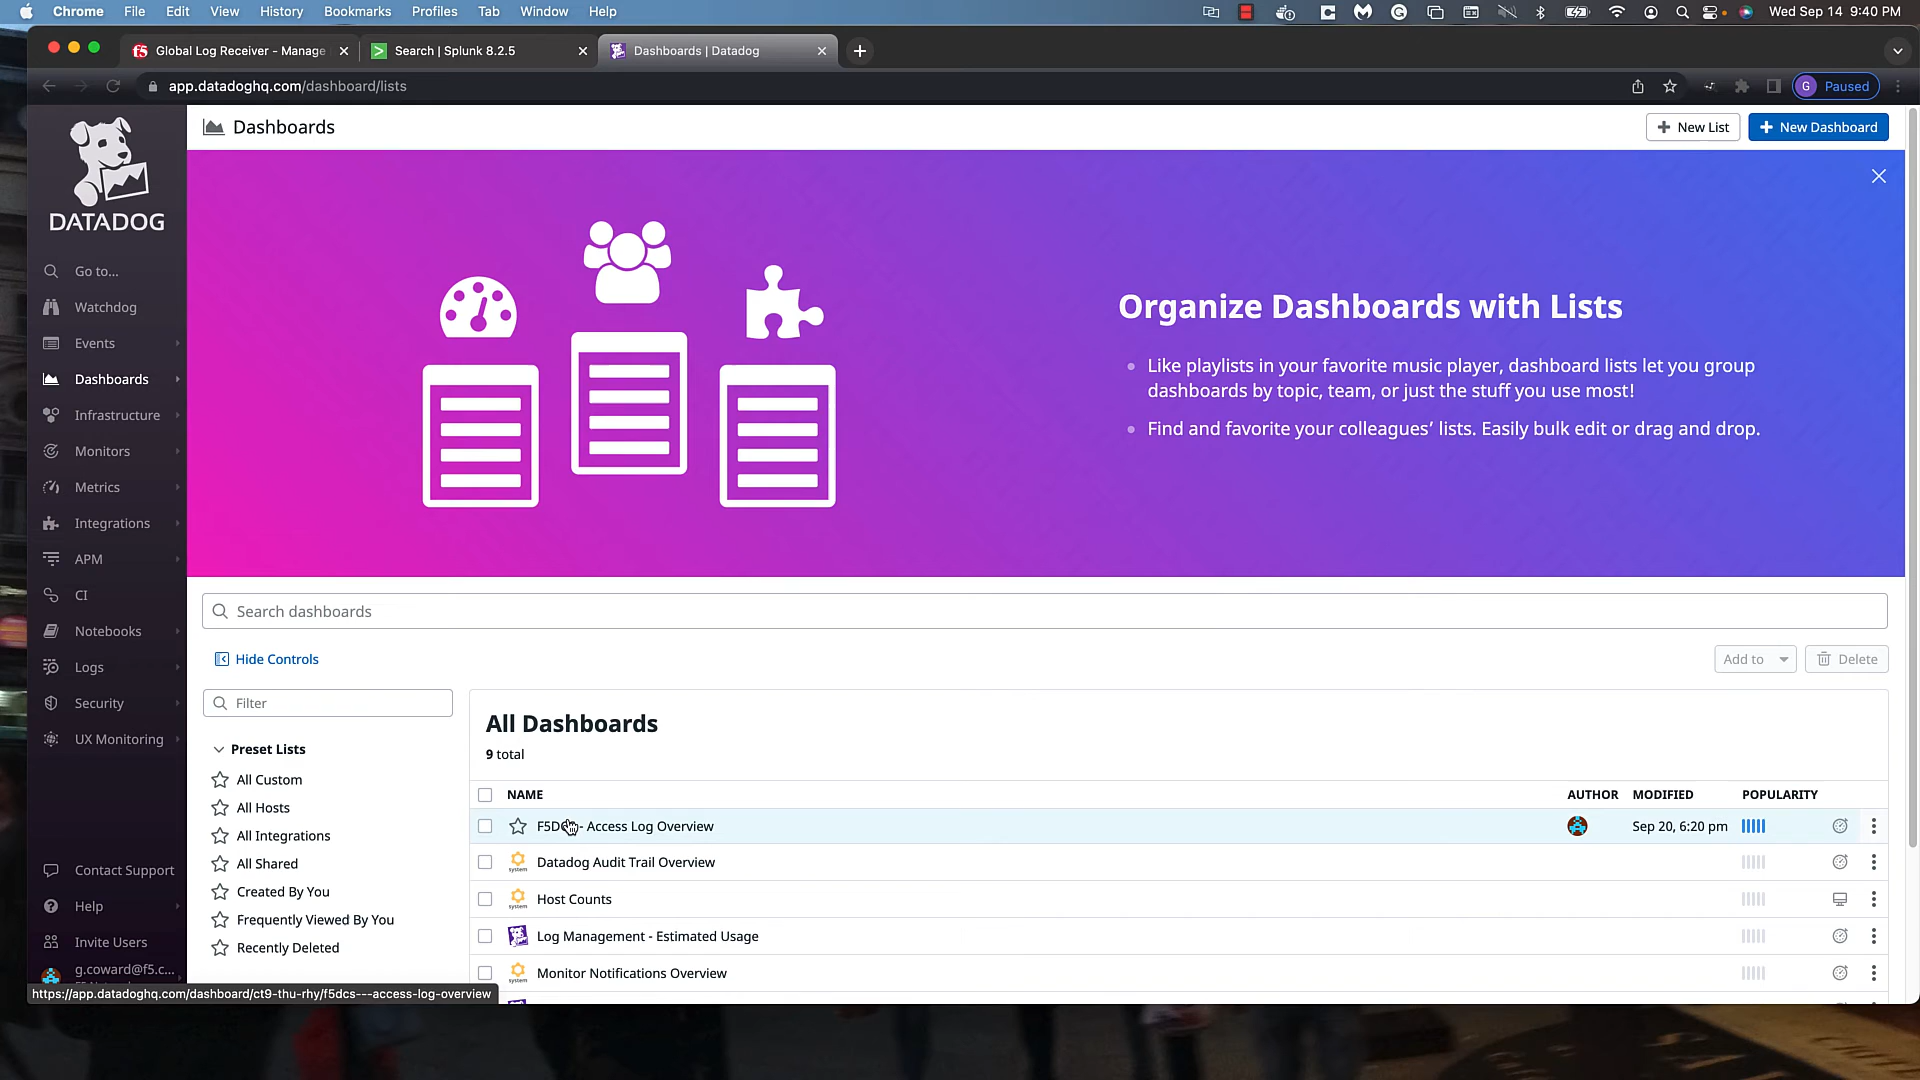 Chrome File Edit View History Bookmarks Profiles Tab Window Help
Wed Sep 14 9:40 PM
Global Log Receiver - Manage
Search | Splunk 8.2.5
Dashboards | Datadog
app.datadoghq.com/dashboard/lists
G Paused
DATADOG
Go to...
Watchdog
Events
Dashboards
Infrastructure
Monitors
Metrics
Integrations
APM
CI
Notebooks
Logs
Security
UX Monitoring
Contact Support
Help
Invite Users
g.coward@f5.c...
Dashboards
New List
New Dashboard
Organize Dashboards with Lists
Like playlists in your favorite music player, dashboard lists let you group
dashboards by topic, team, or just the stuff you use most!
Find and favorite your colleagues' lists. Easily bulk edit or drag and drop.
Search dashboards
Hide Controls
Add to
Delete
Filter
Preset Lists
All Custom
All Hosts
All Integrations
All Shared
Created By You
Frequently Viewed By You
Recently Deleted
All Dashboards
9 total
NAME AUTHOR MODIFIED POPULARITY
- Access Log Overview Sep 20, 6:20 pm
system Datadog Audit Trail Overview
system Host Counts
Log Management - Estimated Usage
system Monitor Notifications Overview
https://app.datadoghq.com/dashboard/ct9-thu-rhy/f5dcs---access-log-overview